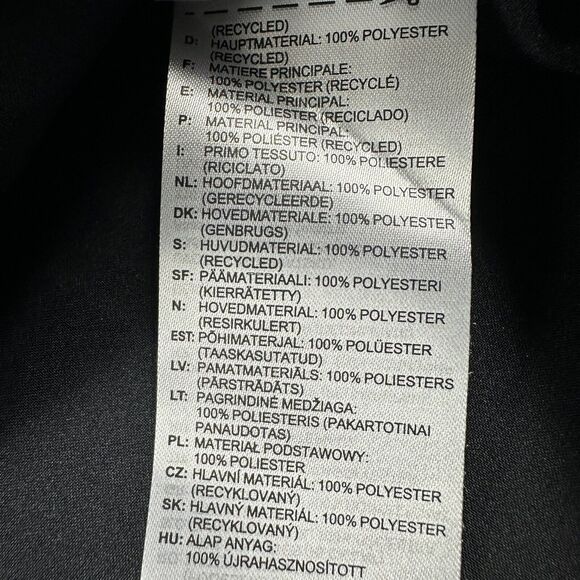 (RECYCLED)
D: HAUPTMATERIAL: 100% POLYESTER
(RECYCLED)
F: MATIERE PRINCIPALE:
100% POLYESTER (RECYCLÉ)
E: MATERIAL PRINCIPAL:
100% POLIESTER (RECICLADO)
P: MATERIAL PRINCIPAL:
100% POLIÉSTER (RECYCLED)
I: PRIMO TESSUTO: 100% POLIESTERE
(RICICLATO)
NL: HOOFDMATERIAAL: 100% POLYESTER
(GERECYCLEERDE)
DK: HOVEDMATERIALE: 100% POLYESTER
(GENBRUGS)
S: HUVUDMATERIAL: 100% POLYESTER
(RECYCLED)
SF: PÄÄMATERIAALI: 100% POLYESTERI
(KIERRÄTETTY)
N: HOVEDMATERIAL: 100% POLYESTER
(RESIRKULERT)
EST: PÕHIMATERJAL: 100% POLÜESTER
(TAASKASUTATUD)
LV: PAMATMATERIĀLS: 100% POLIESTERS
(PĀRSTRĀDĀTS)
LT: PAGRINDINĖ MEDŽIAGA:
100% POLIESTERIS (PAKARTOTINAI
PANAUDOTAS)
PL: MATERIAŁ PODSTAWOWY:
100% POLIESTER
CZ: HLAVNÍ MATERIÁL: 100% POLYESTER
(RECYKLOVANÝ)
SK: HLAVNÝ MATERIÁL: 100% POLYESTER
(RECYKLOVANÝ)
HU: ALAP ANYAG:
100% ÚJRAHASZNOSÍTOTT